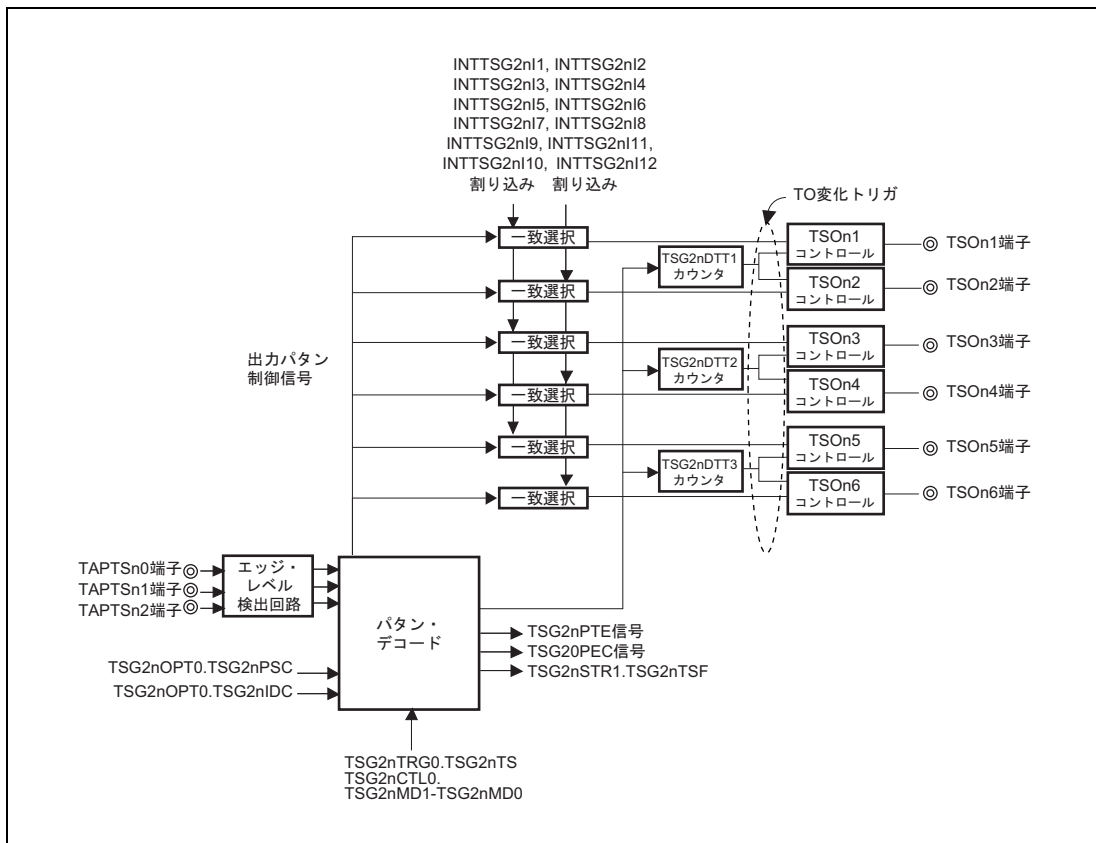 INTTSG2nI1, INTTSG2nI2
INTTSG2nI3, INTTSG2nI4
INTTSG2nI5, INTTSG2nI6
INTTSG2nI7, INTTSG2nI8
INTTSG2nI9, INTTSG2nI11,
INTTSG2nI10, INTTSG2nI12
割り込み 割り込み
TO変化トリガ
一致選択
一致選択
一致選択
一致選択
一致選択
一致選択
TSG2nDTT1
カウンタ
TSG2nDTT2
カウンタ
TSG2nDTT3
カウンタ
TSOn1
コントロール
TSOn1端子
TSOn2
コントロール
TSOn2端子
TSOn3
コントロール
TSOn3端子
TSOn4
コントロール
TSOn4端子
TSOn5
コントロール
TSOn5端子
TSOn6
コントロール
TSOn6端子
出力パタン
制御信号
TAPTSn0端子
TAPTSn1端子
TAPTSn2端子
エッジ・
レベル
検出回路
パタン・
デコード
TSG2nPTE信号
TSG20PEC信号
TSG2nSTR1.TSG2nTSF
TSG2nOPT0.TSG2nPSC
TSG2nOPT0.TSG2nIDC
TSG2nTRG0.TSG2nTS
TSG2nCTL0.
TSG2nMD1-TSG2nMD0